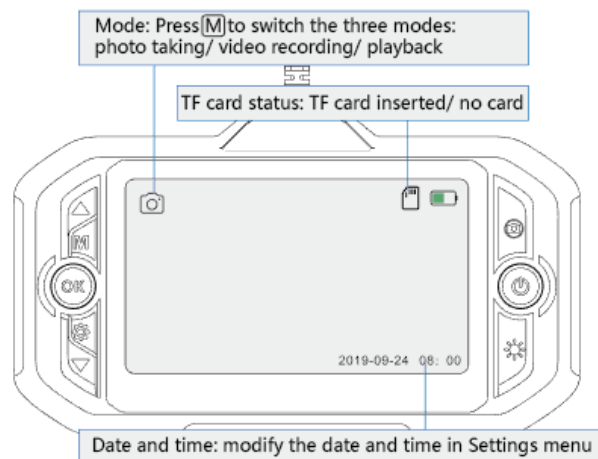 Mode: Press M to switch the three modes:
photo taking/ video recording/ playback
TF card status: TF card inserted/ no card
M
OK
2019-09-24 08: 00
Date and time: modify the date and time in Settings menu